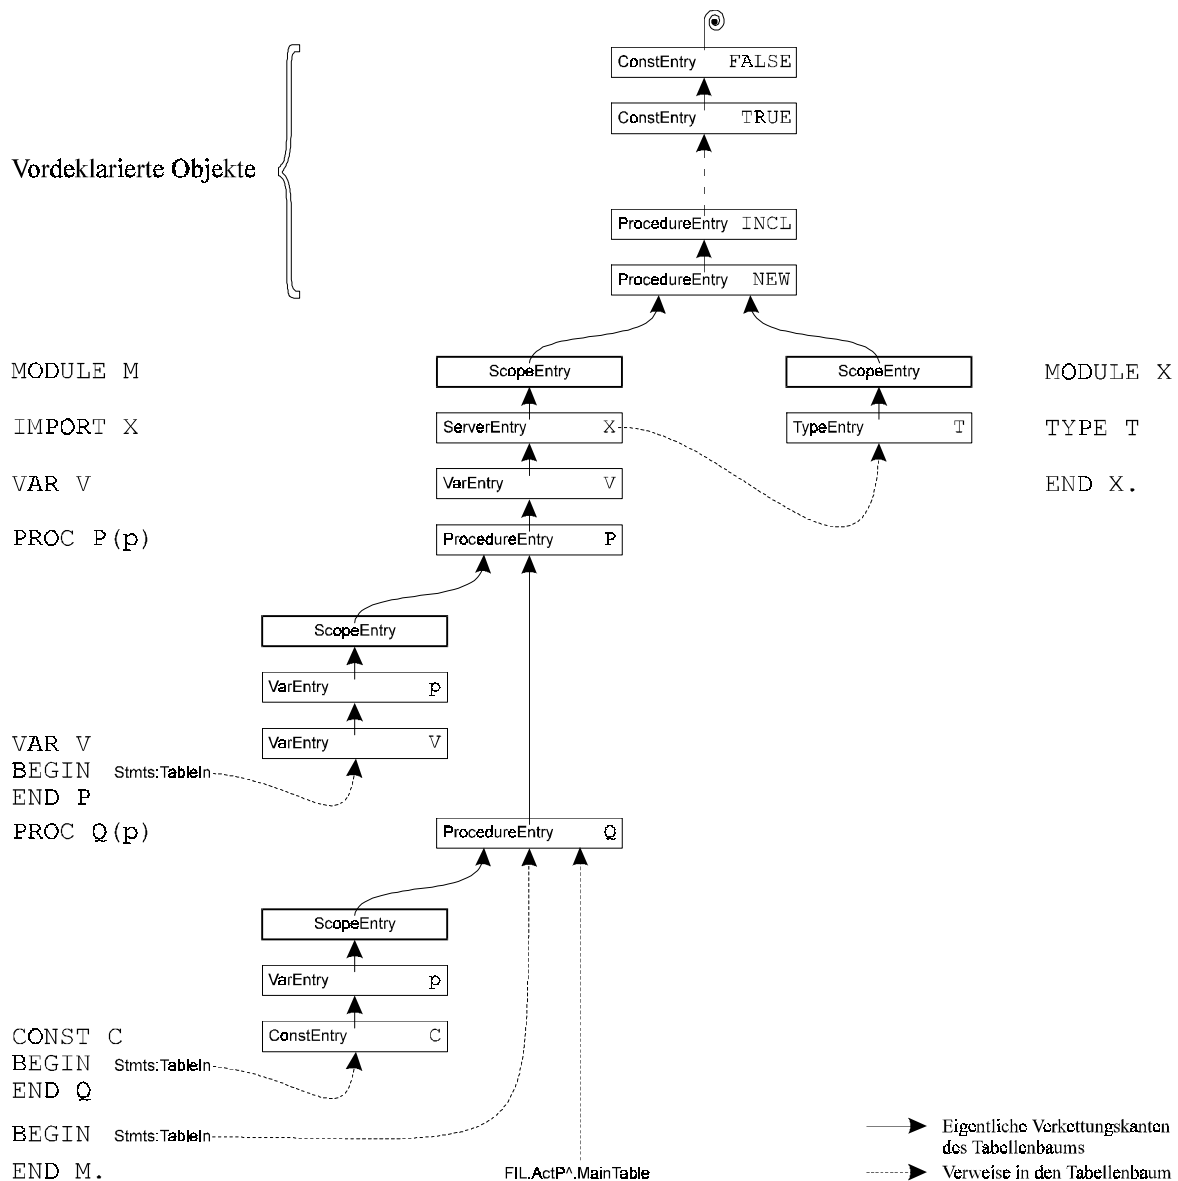 ConstEntry FALSE
ConstEntry TRUE
Vordeklarierte Objekte
ProcedureEntry INCL
ProcedureEntry NEW
MODULE M ScopeEntry ScopeEntry MODULE X
IMPORT X ServerEntry X TypeEntry T TYPE T
VAR V VarEntry V END X.
PROC P(p) ProcedureEntry P
ScopeEntry
VarEntry p
VAR V VarEntry V
BEGIN Stmts:TableIn
END P
PROC Q(p) ProcedureEntry Q
ScopeEntry
VarEntry p
CONST C ConstEntry C
BEGIN Stmts:TableIn
END Q
BEGIN Stmts:TableIn
END M. FIL.ActP^.MainTable
Eigentliche Verkettungskanten
des Tabellenbaums
Verweise in den Tabellenbaum